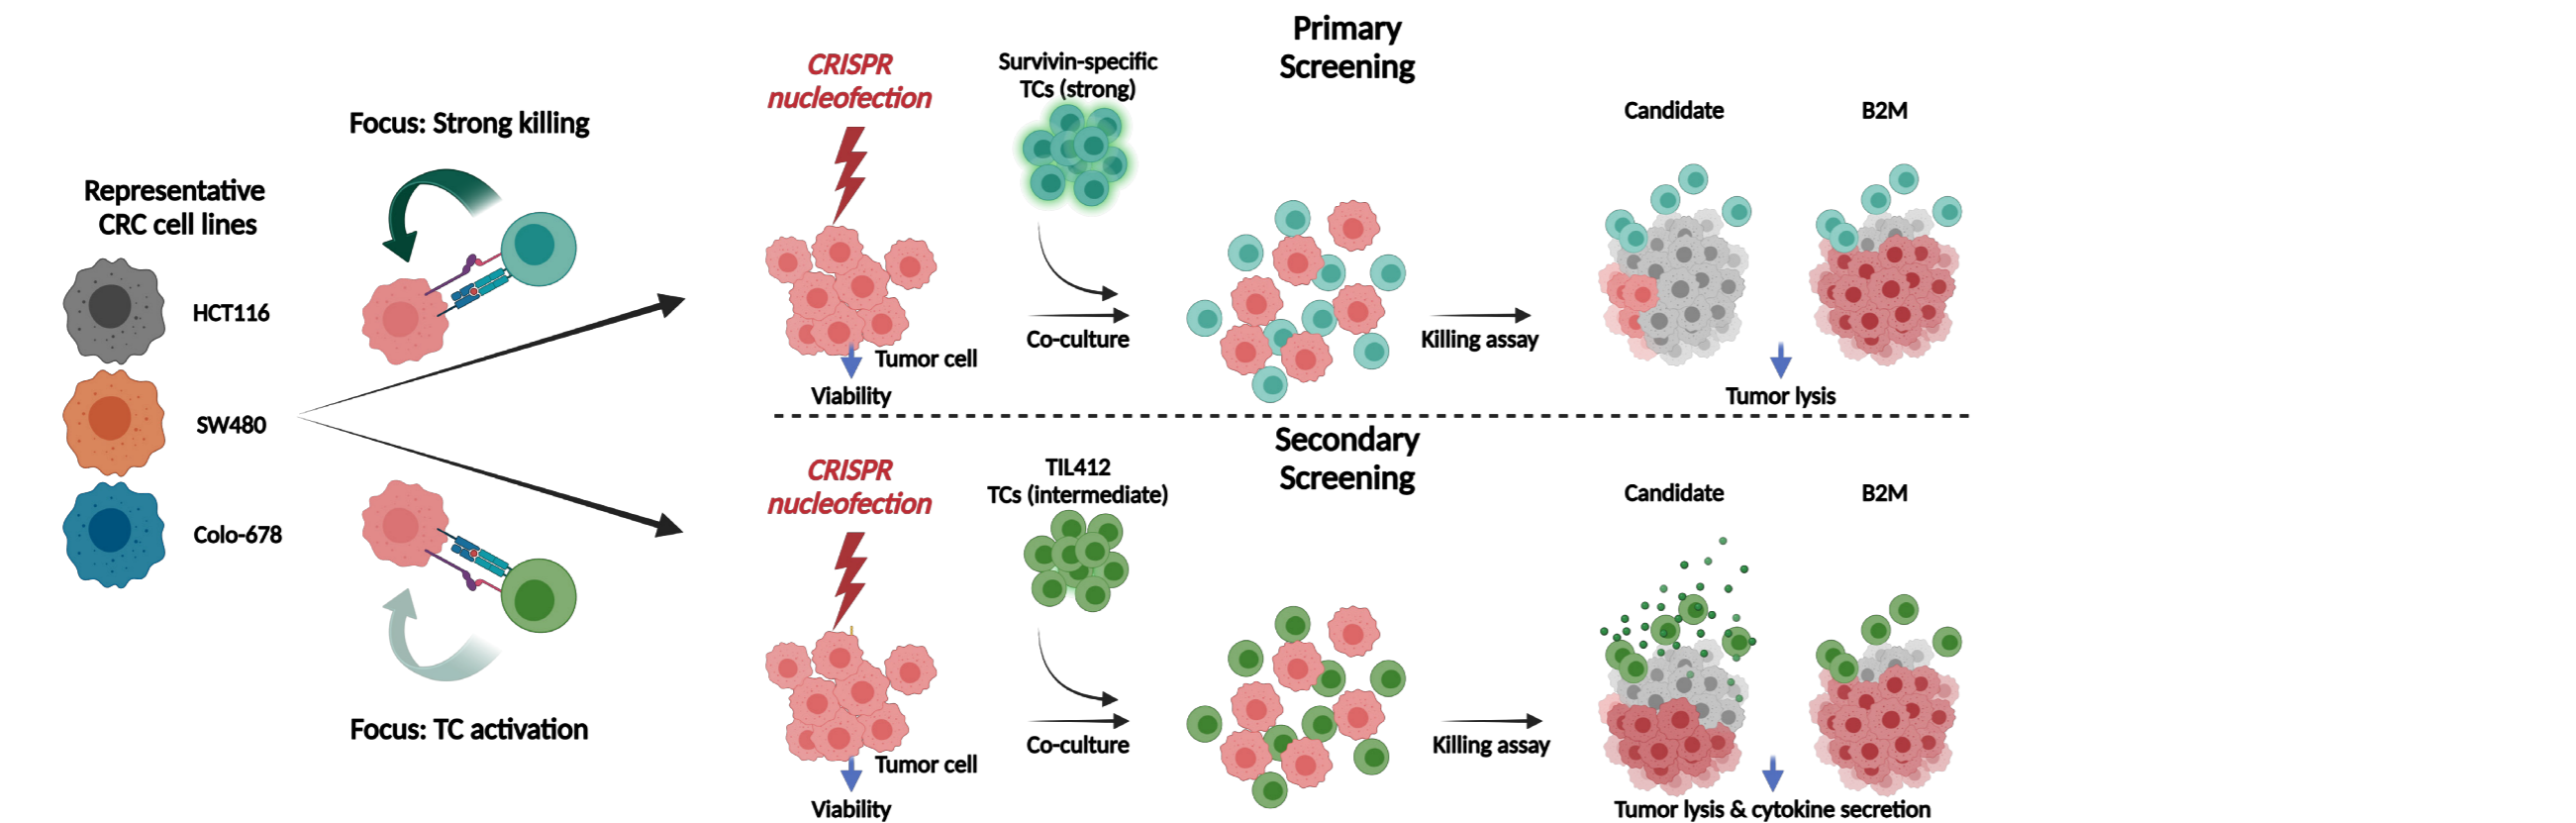 Representative
CRC cell lines
HCT116
SW480
Colo-678
Focus: Strong killing
Focus: TC activation
Primary
Screening
CRISPR
nucleofection
Survivin-specific
TCs (strong)
Tumor cell
Viability
Co-culture
Killing assay
Candidate
B2M
Tumor lysis
Secondary
Screening
CRISPR
nucleofection
TIL412
TCs (intermediate)
Tumor cell
Viability
Co-culture
Killing assay
Candidate
B2M
Tumor lysis & cytokine secretion